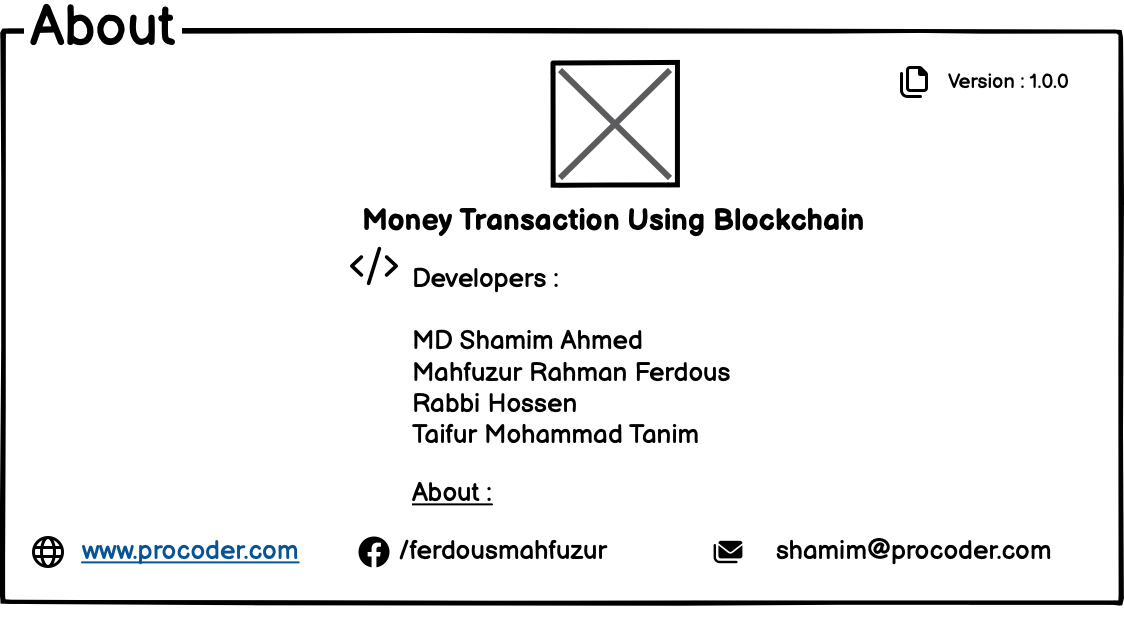 About
Version : 1.0.0
Money Transaction Using Blockchain
</> Developers :
MD Shamim Ahmed
Mahfuzur Rahman Ferdous
Rabbi Hossen
Taifur Mohammad Tanim
About :
www.procoder.com
/ferdousmahfuzur
shamim@procoder.com